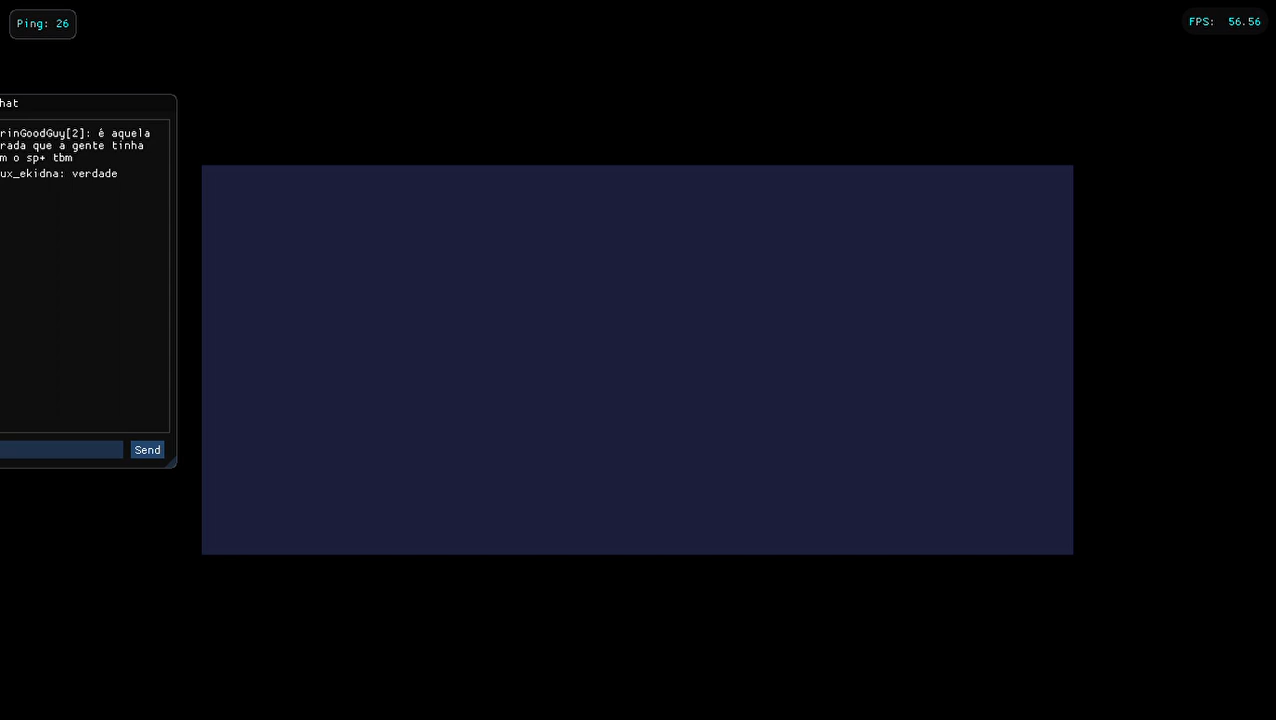 Ping: 26
FPS: 56.56
hat
rinGoodGuy[2]: é aquela
rada que a gente tinha
m o sp+ tbm
ux_ekidna: verdade
Send